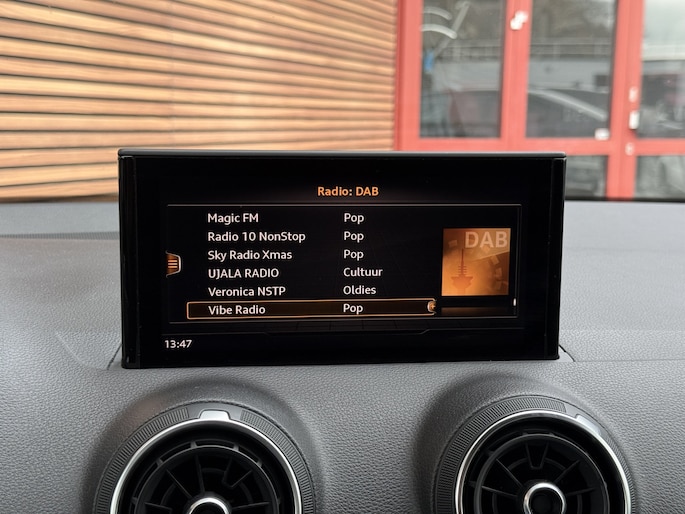 Radio: DAB
Magic FM Pop
Radio 10 NonStop Pop
Sky Radio Xmas Pop
UJALA RADIO Cultuur
Veronica NSTP Oldies
Vibe Radio Pop
DAB
13:47